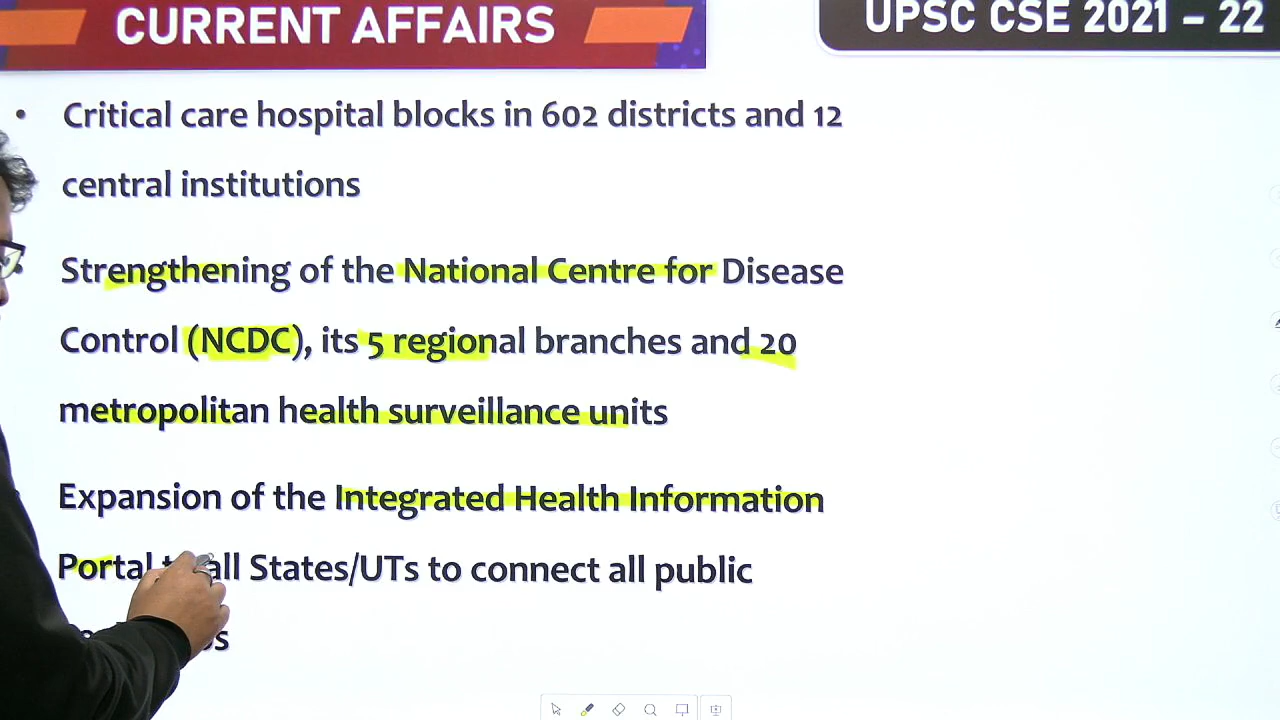 CURRENT AFFAIRS
UPSC CSE 2021 – 22
• Critical care hospital blocks in 602 districts and 12
central institutions
Strengthening of the National Centre for Disease
Control (NCDC), its 5 regional branches and 20
metropolitan health surveillance units
Expansion of the Integrated Health Information
Portal all States/UTs to connect all public